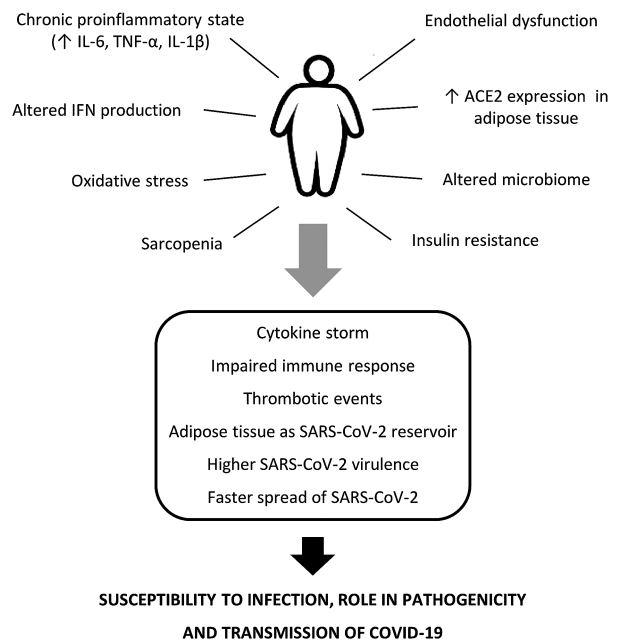 Chronic proinflammatory state
(↑ IL-6, TNF-α, IL-1β)
Endothelial dysfunction
Altered IFN production
↑ ACE2 expression in
adipose tissue
Oxidative stress
Altered microbiome
Sarcopenia
Insulin resistance
Cytokine storm
Impaired immune response
Thrombotic events
Adipose tissue as SARS-CoV-2 reservoir
Higher SARS-CoV-2 virulence
Faster spread of SARS-CoV-2
SUSCEPTIBILITY TO INFECTION, ROLE IN PATHOGENICITY
AND TRANSMISSION OF COVID-19